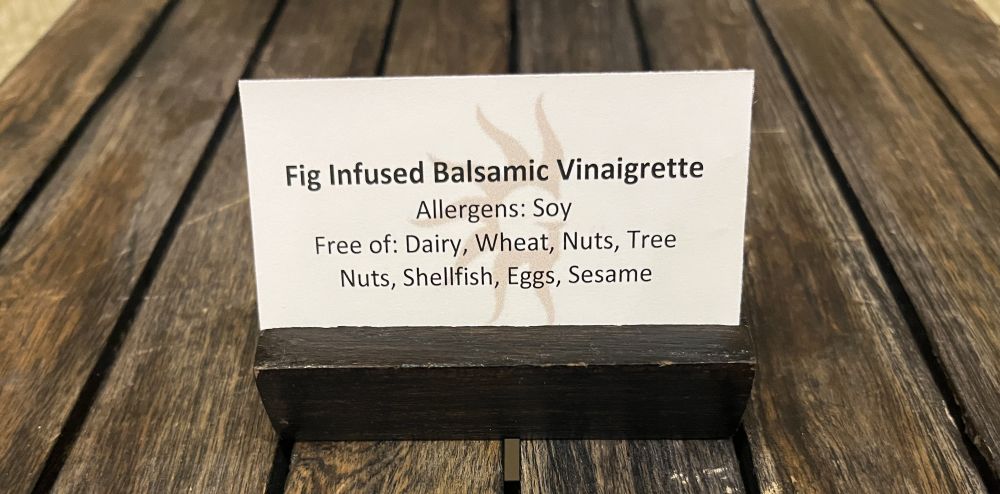 Fig Infused Balsamic Vinaigrette
Allergens: Soy
Free of: Dairy, Wheat, Nuts, Tree
Nuts, Shellfish, Eggs, Sesame